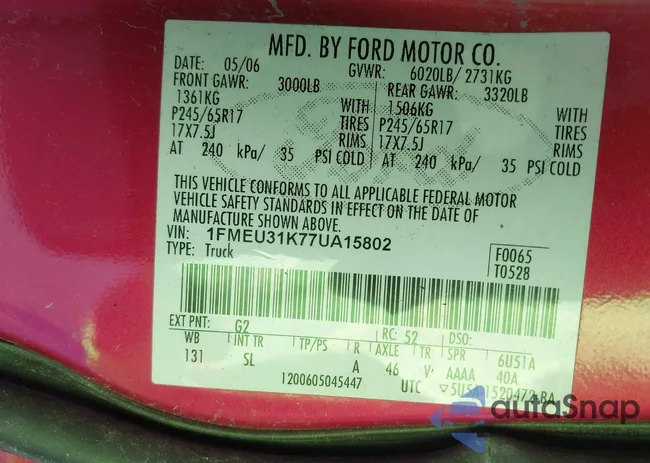 MFD. BY FORD MOTOR CO.
DATE: 05/06 GVWR: 6020LB/ 2731KG
FRONT GAWR: 3000LB REAR GAWR: 3320LB
1361KG WITH 1506KG WITH
P245/65R17 TIRES P245/65R17 TIRES
17X7.5J RIMS 17X7.5J RIMS
AT 240 kPa/ 35 PSI COLD AT 240 kPa/ 35 PSI COLD
THIS VEHICLE CONFORMS TO ALL APPLICABLE FEDERAL MOTOR
VEHICLE SAFETY STANDARDS IN EFFECT ON THE DATE OF
MANUFACTURE SHOWN ABOVE.
VIN: 1FMEU31K77UA15802
TYPE: Truck
F0065
T0528
EXT PNT: G2 RC: 52 DSO:
WB INT TR TP/PS R AXLE TR SPR 6U51A
131 SL A 46 V AAAA 40A
1200605045447 UTC
autoSnap